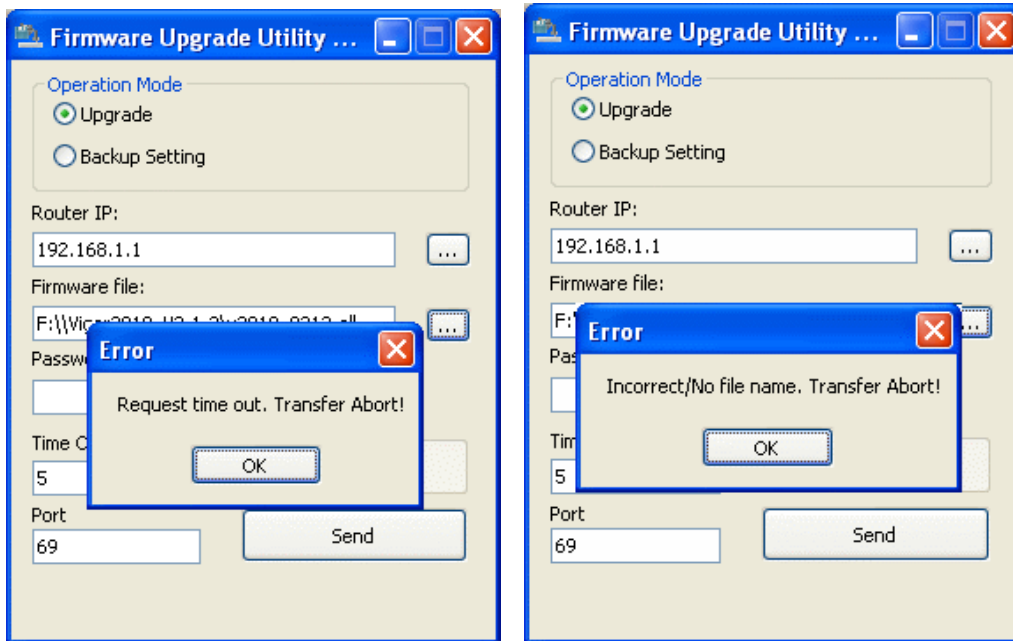 Firmware Upgrade Utility ...
Operation Mode
Upgrade
Backup Setting
Router IP:
192.168.1.1
...
Firmware file:
...
Error
Request time out. Transfer Abort!
OK
Time
5
Port
69
Send
Firmware Upgrade Utility ...
Operation Mode
Upgrade
Backup Setting
Router IP:
192.168.1.1
...
Firmware file:
F:
...
Error
Incorrect/No file name. Transfer Abort!
OK
5
Port
69
Send